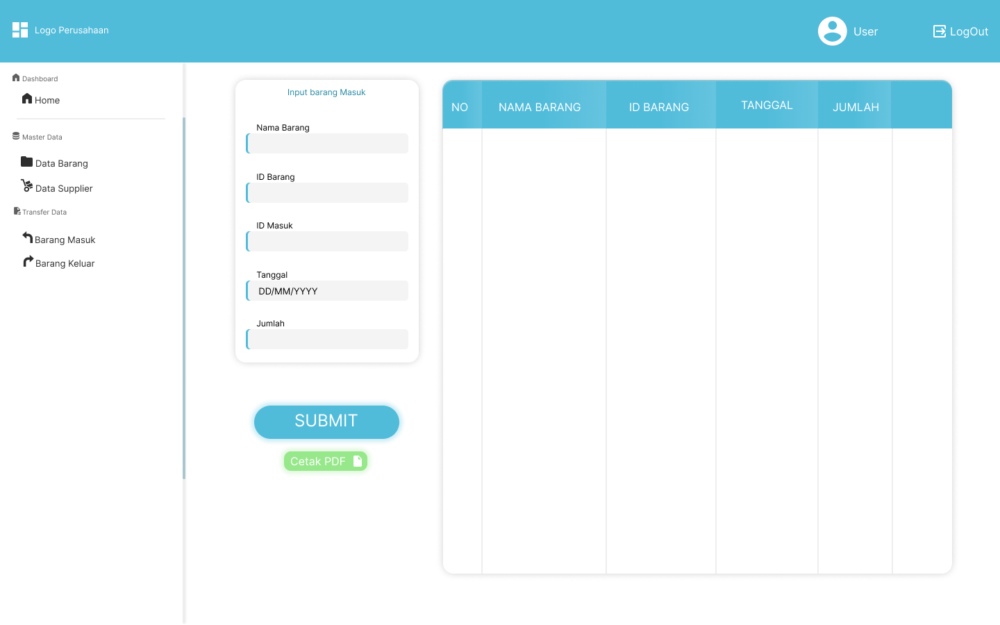 Logo Perusahaan
User
LogOut
Dashboard
Home
Master Data
Data Barang
Data Supplier
Transfer Data
Barang Masuk
Barang Keluar
Input barang Masuk
Nama Barang
ID Barang
ID Masuk
Tanggal
DD/MM/YYYY
Jumlah
SUBMIT
Cetak PDF
NO NAMA BARANG ID BARANG TANGGAL JUMLAH